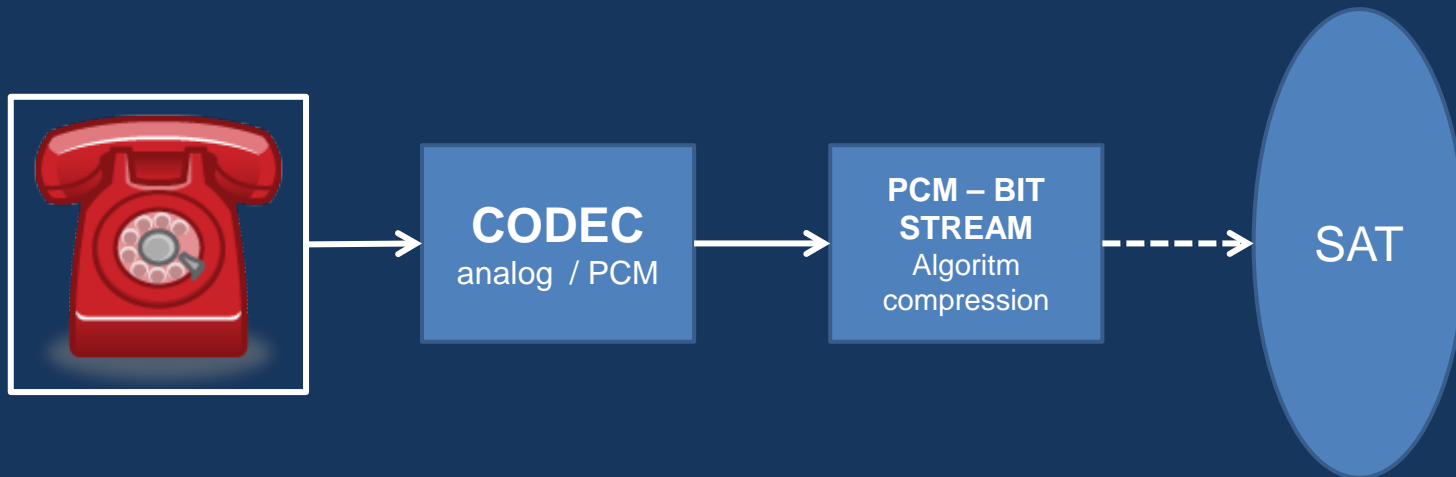 CODEC
analog / PCM
PCM – BIT
STREAM
Algoritm
compression
SAT